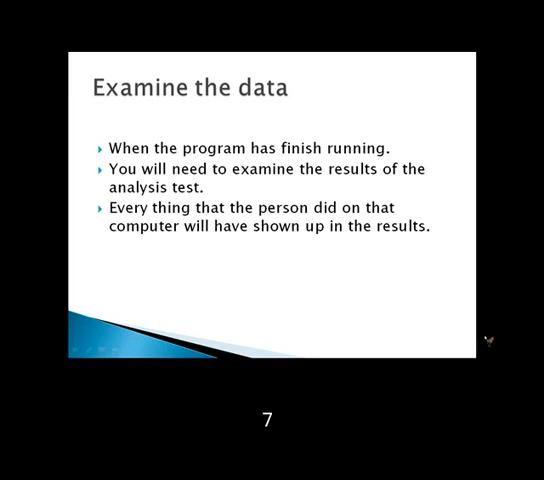 Examine the data
When the program has finish running.
You will need to examine the results of the
analysis test.
Every thing that the person did on that
computer will have shown up in the results.
7